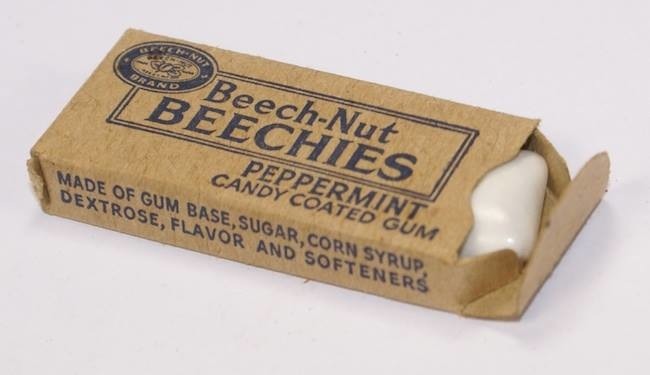 BEECH-NUT
BRAND
Beech-Nut
BEECHIES
PEPPERMINT
CANDY COATED GUM
MADE OF GUM BASE, SUGAR, CORN SYRUP,
DEXTROSE, FLAVOR AND SOFTENERS